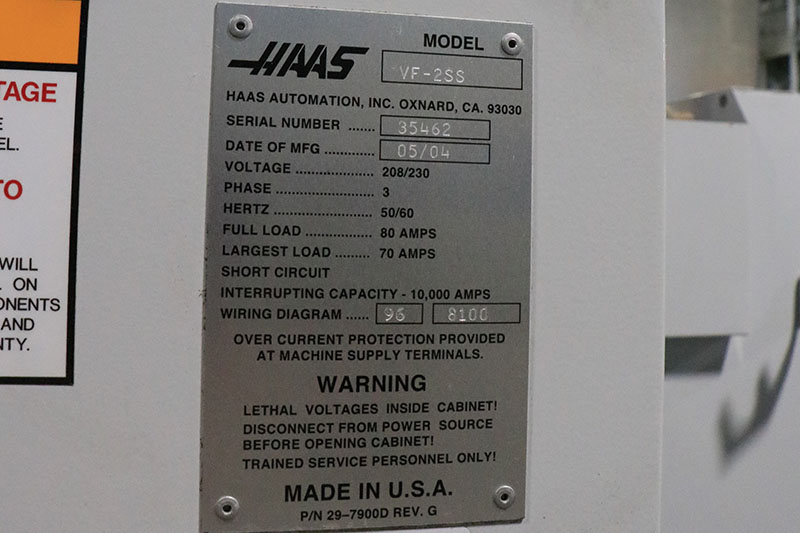 TAGE
EL.
TO
WILL
ON
ONENTS
AND
NTY.
HAAS
MODEL
VF-2SS
HAAS AUTOMATION, INC. OXNARD, CA. 93030
SERIAL NUMBER ...... 35462
DATE OF MFG ............ 05/04
VOLTAGE .................... 208/230
PHASE ......................... 3
HERTZ ......................... 50/60
FULL LOAD .................. 80 AMPS
LARGEST LOAD ......... 70 AMPS
SHORT CIRCUIT
INTERRUPTING CAPACITY - 10,000 AMPS
WIRING DIAGRAM ...... 96 8100
OVER CURRENT PROTECTION PROVIDED
AT MACHINE SUPPLY TERMINALS.
WARNING
LETHAL VOLTAGES INSIDE CABINET!
DISCONNECT FROM POWER SOURCE
BEFORE OPENING CABINET!
TRAINED SERVICE PERSONNEL ONLY!
MADE IN U.S.A.
P/N 29-7900D REV. G